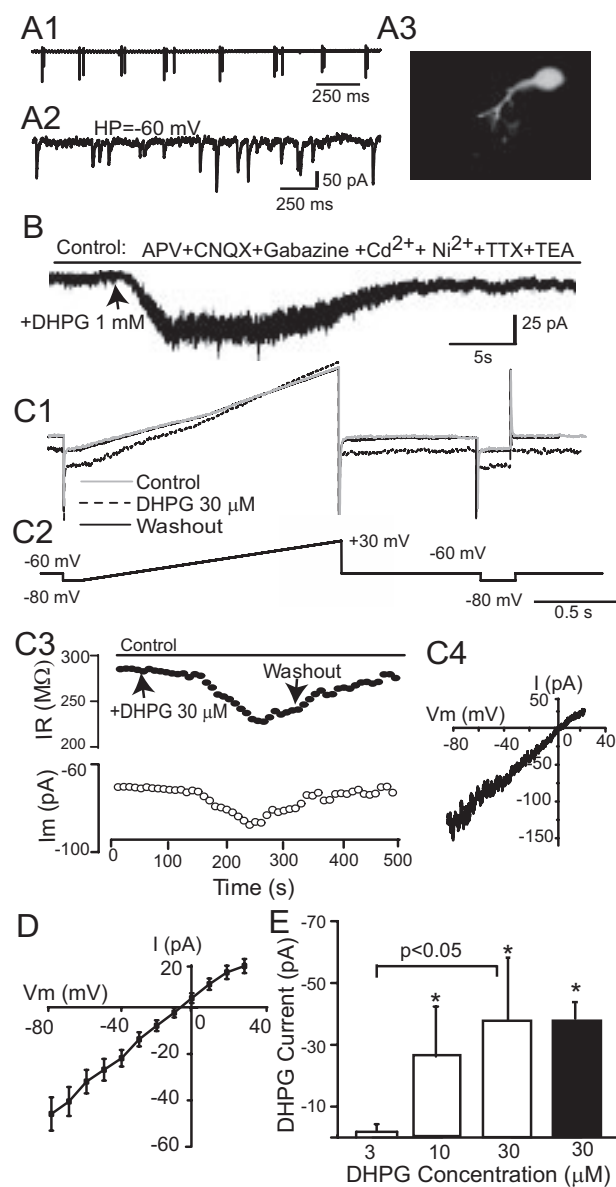 A1
250 ms
A2
HP=-60 mV
50 pA
250 ms
A3
B
Control: APV+CNQX+Gabazine +Cd2++ Ni2++TTX+TEA
+DHPG 1 mM
25 pA
5s
C1
Control
DHPG 30 µM
Washout
C2
-60 mV
-80 mV
+30 mV
-60 mV
-80 mV
0.5 s
C3
Control
300
250
200
IR (MΩ)
+DHPG 30 µM
Washout
-60
-100
Im (pA)
0 100 200 300 400 500
Time (s)
C4
I (pA)
Vm (mV)
50
-80 -40 0 20 40
-50
-100
-150
D
I (pA)
Vm (mV)
20
-80 -40 0 40
-20
-40
-60
E
-70
-50
-30
-10
DHPG Current (pA)
p<0.05
* * *
3 10 30 30
DHPG Concentration (µM)